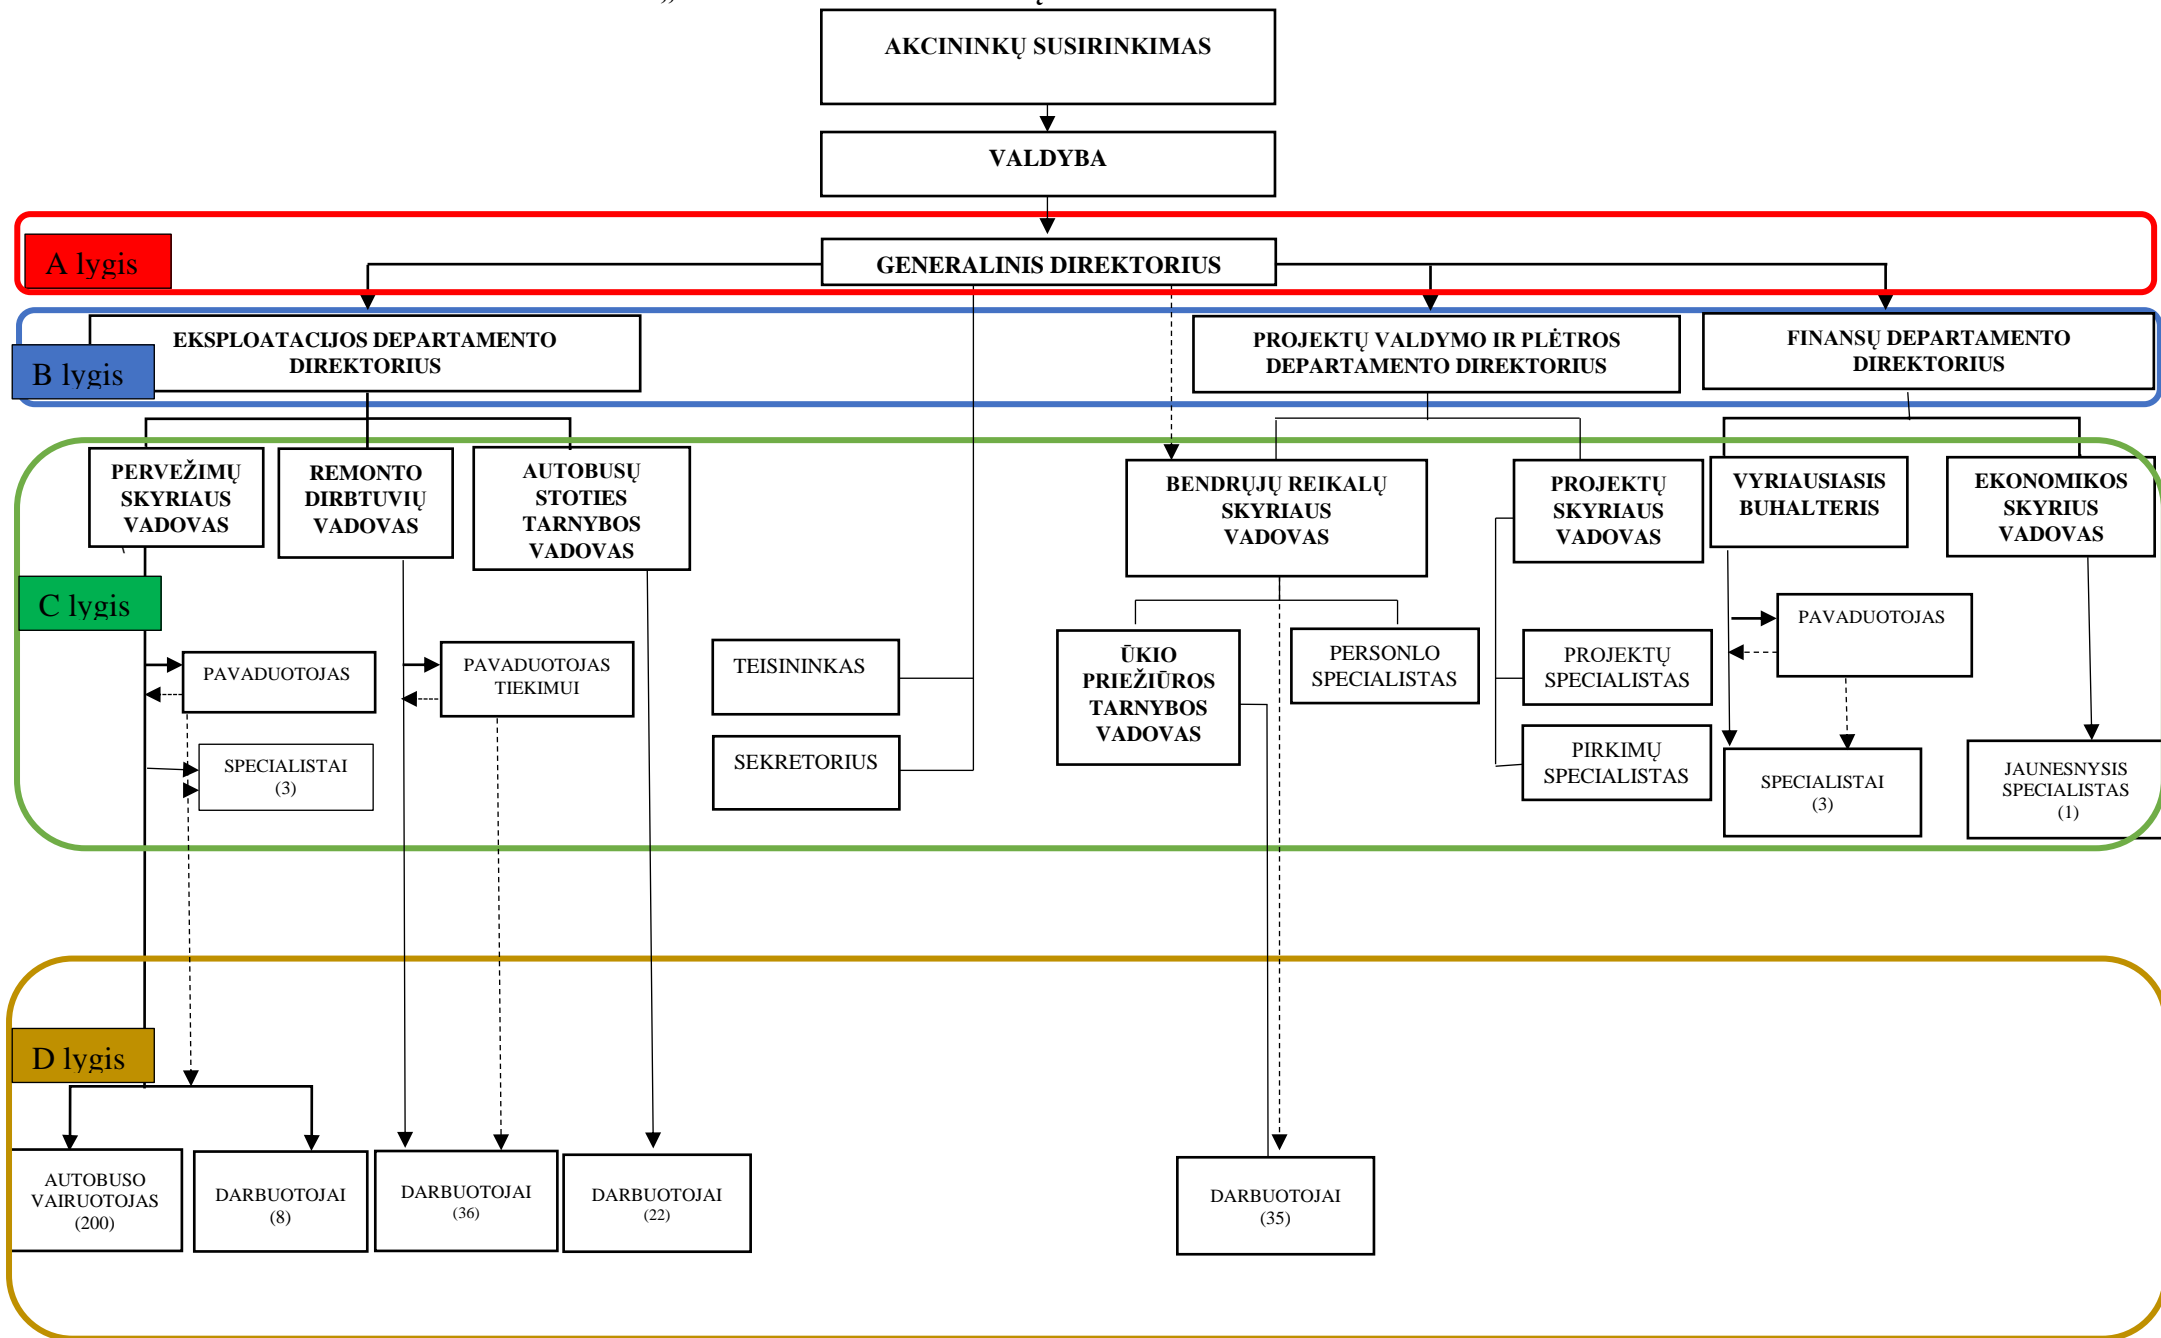 AKCININKŲ SUSIRINKIMAS
VALDYBA
A lygis
GENERALINIS DIREKTORIUS
B lygis
EKSPLOATACIJOS DEPARTAMENTO
DIREKTORIUS
PROJEKTŲ VALDYMO IR PLĖTROS
DEPARTAMENTO DIREKTORIUS
FINANSŲ DEPARTAMENTO
DIREKTORIUS
PERVEŽIMŲ
SKYRIAUS
VADOVAS
REMONTO
DIRBTUVIŲ
VADOVAS
AUTOBUSŲ
STOTIES
TARNYBOS
VADOVAS
BENDRŲJŲ REIKALŲ
SKYRIAUS
VADOVAS
PROJEKTŲ
SKYRIAUS
VADOVAS
VYRIAUSIASIS
BUHALTERIS
EKONOMIKOS
SKYRIUS
VADOVAS
C lygis
PAVADUOTOJAS
PAVADUOTOJAS
TIEKIMUI
TEISININKAS
ŪKIO
PRIEŽIŪROS
TARNYBOS
VADOVAS
PERSONLO
SPECIALISTAS
PROJEKTŲ
SPECIALISTAS
PAVADUOTOJAS
SPECIALISTAI
(3)
SEKRETORIUS
PIRKIMŲ
SPECIALISTAS
SPECIALISTAI
(3)
JAUNESNYSIS
SPECIALISTAS
(1)
D lygis
AUTOBUSO
VAIRUOTOJAS
(200)
DARBUOTOJAI
(8)
DARBUOTOJAI
(36)
DARBUOTOJAI
(22)
DARBUOTOJAI
(35)